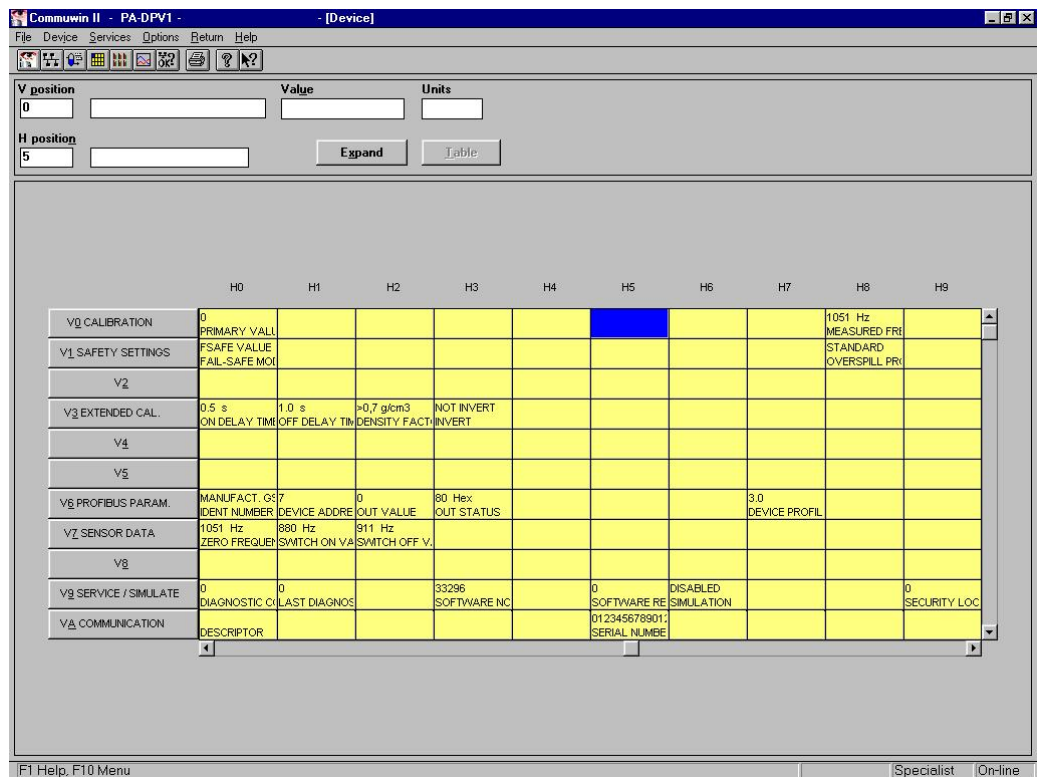 Commuwin II - PA-DPV1 - - [Device]
File Device Services Options Return Help
V position Value Units
0
H position
5 Expand Table
H0 H1 H2 H3 H4 H5 H6 H7 H8 H9
V0 CALIBRATION
0
PRIMARY VALU
1051 Hz
MEASURED FRE
V1 SAFETY SETTINGS
FSAFE VALUE
FAIL-SAFE MOD
STANDARD
OVERSPILL PRO
V2
V3 EXTENDED CAL.
0.5 s 1.0 s >0,7 g/cm3 NOT INVERT
ON DELAY TIME OFF DELAY TIM DENSITY FACT INVERT
V4
V5
V6 PROFIBUS PARAM.
MANUFACT. GS 7 0 80 Hex 3.0
IDENT NUMBER DEVICE ADDRE OUT VALUE OUT STATUS DEVICE PROFIL
V7 SENSOR DATA
1051 Hz 880 Hz 911 Hz
ZERO FREQUEN SWITCH ON VA SWITCH OFF V.
V8
V9 SERVICE / SIMULATE
0 0 33296 0 DISABLED 0
DIAGNOSTIC CO LAST DIAGNOS SOFTWARE NO SOFTWARE RE SIMULATION SECURITY LOC
VA COMMUNICATION
0123456789012
DESCRIPTOR SERIAL NUMBE
F1 Help, F10 Menu Specialist On-line